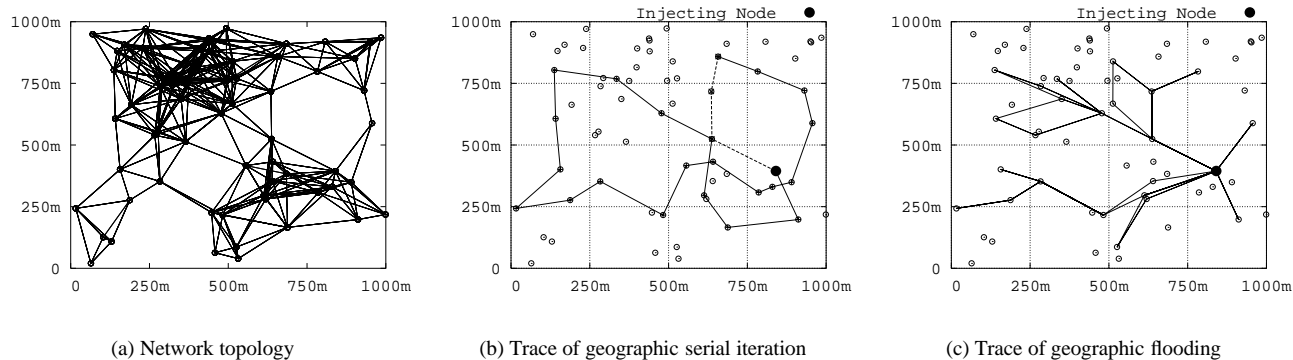 1000m
750m
500m
250m
0
0 250m 500m 750m 1000m
(a) Network topology
Injecting Node
1000m
750m
500m
250m
0
0 250m 500m 750m 1000m
(b) Trace of geographic serial iteration
Injecting Node
1000m
750m
500m
250m
0
0 250m 500m 750m 1000m
(c) Trace of geographic flooding